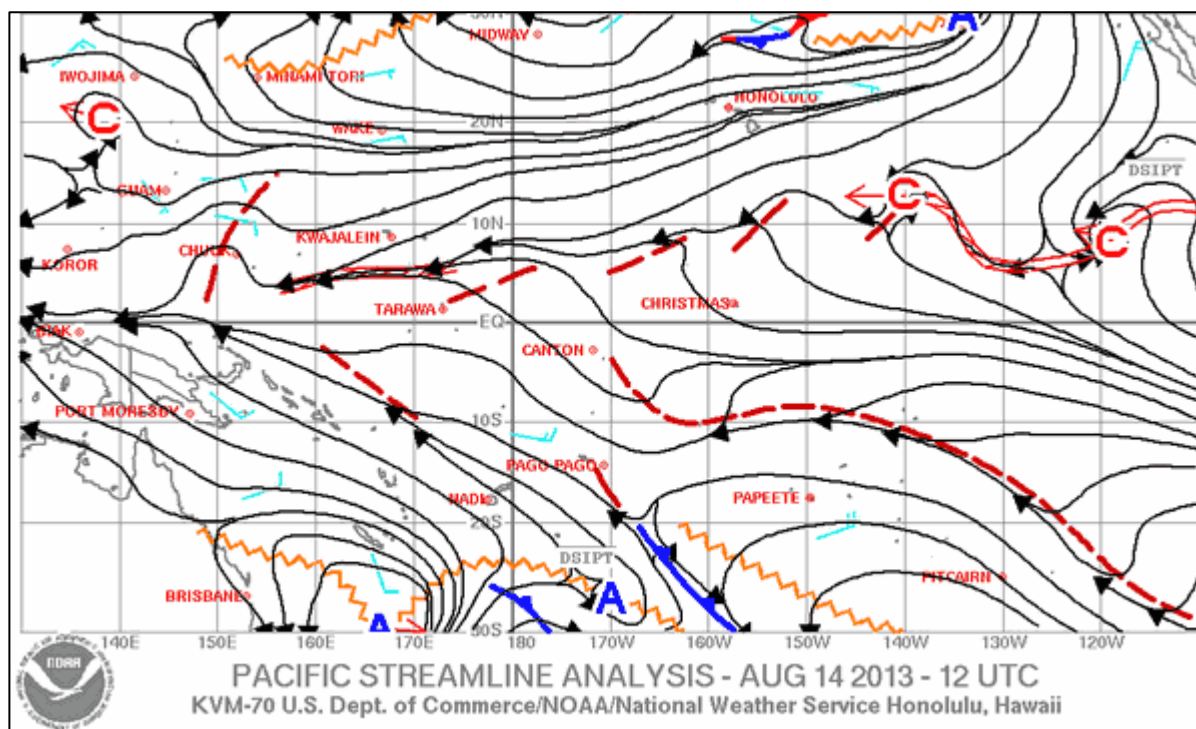 30N
MIDWAY
A
IWOJIMA
MINAMI TORI
C
HONOLULU
20N
WAKE
DSIPT
GUAM
C
10N
C
KWAJALEIN
CHUUK
KOROR
TARAWA
CHRISTMAS
EQ
BIAK
CANTON
PORT MORESBY
10S
PAGO PAGO
NADI
PAPEETE
20S
DSIPT
PITCAIRN
BRISBANE
A
A
30S
140E 150E 160E 170E 180 170W 160W 150W 140W 130W 120W
NOAA
PACIFIC STREAMLINE ANALYSIS - AUG 14 2013 - 12 UTC
KVM-70 U.S. Dept. of Commerce/NOAA/National Weather Service Honolulu, Hawaii